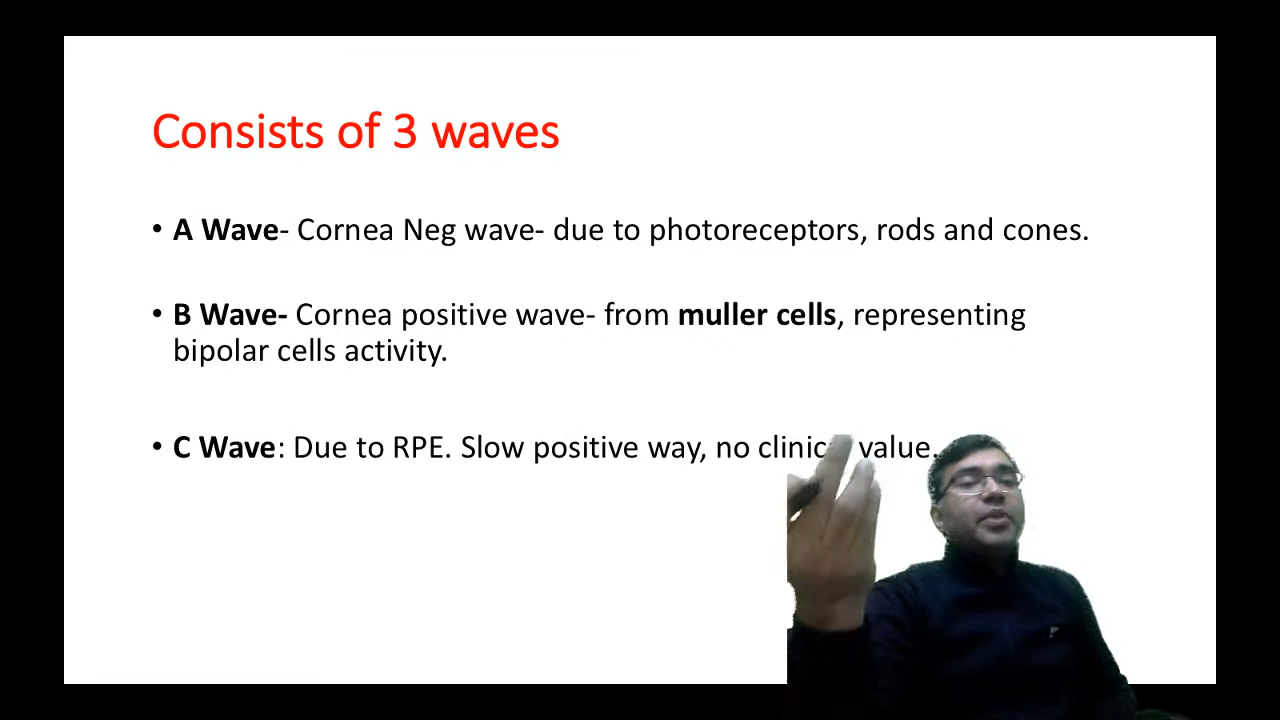 Consists of 3 waves
• A Wave- Cornea Neg wave- due to photoreceptors, rods and cones.
• B Wave- Cornea positive wave- from muller cells, representing
bipolar cells activity.
• C Wave: Due to RPE. Slow positive way, no value.